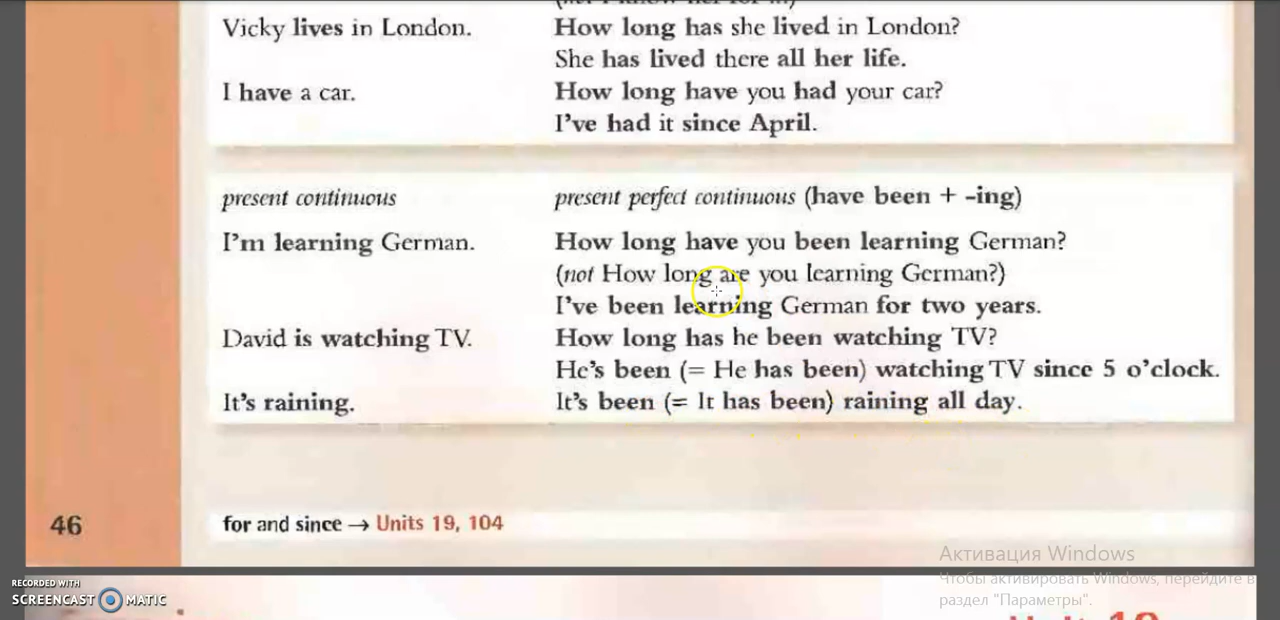 Vicky lives in London. How long has she lived in London?
She has lived there all her life.
I have a car. How long have you had your car?
I've had it since April.
present continuous present perfect continuous (have been + -ing)
I'm learning German. How long have you been learning German?
(not How long are you learning German?)
I've been learning German for two years.
David is watching TV. How long has he been watching TV?
He's been (= He has been) watching TV since 5 o'clock.
It's raining. It's been (= It has been) raining all day.
46 for and since → Units 19, 104
Активация Windows
Чтобы активировать Windows, перейдите в
раздел "Параметры".
RECORDED WITH
SCREENCAST MATIC